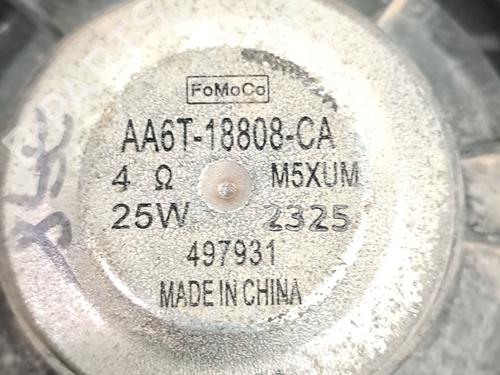 FoMoCo
AA6T-18808-CA
4 Ω M5XUM
25W 2325
497931
MADE IN CHINA